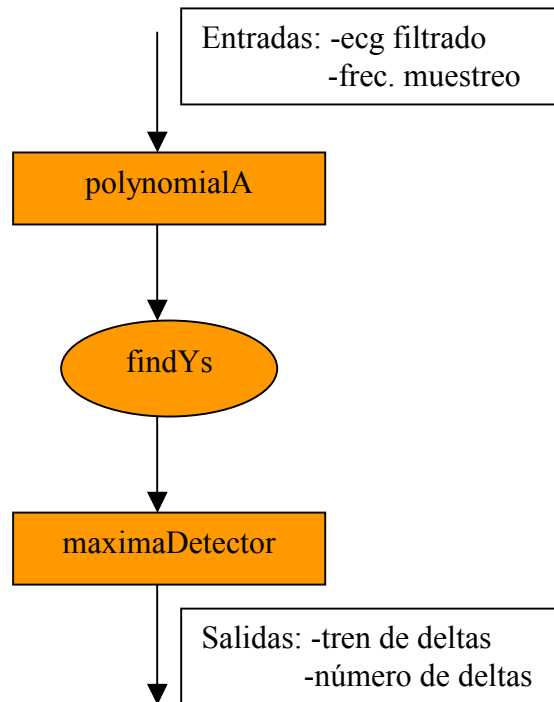 Entradas: -ecg filtrado
-frec. muestreo
polynomialA
findYs
maximaDetector
Salidas: -tren de deltas
-número de deltas